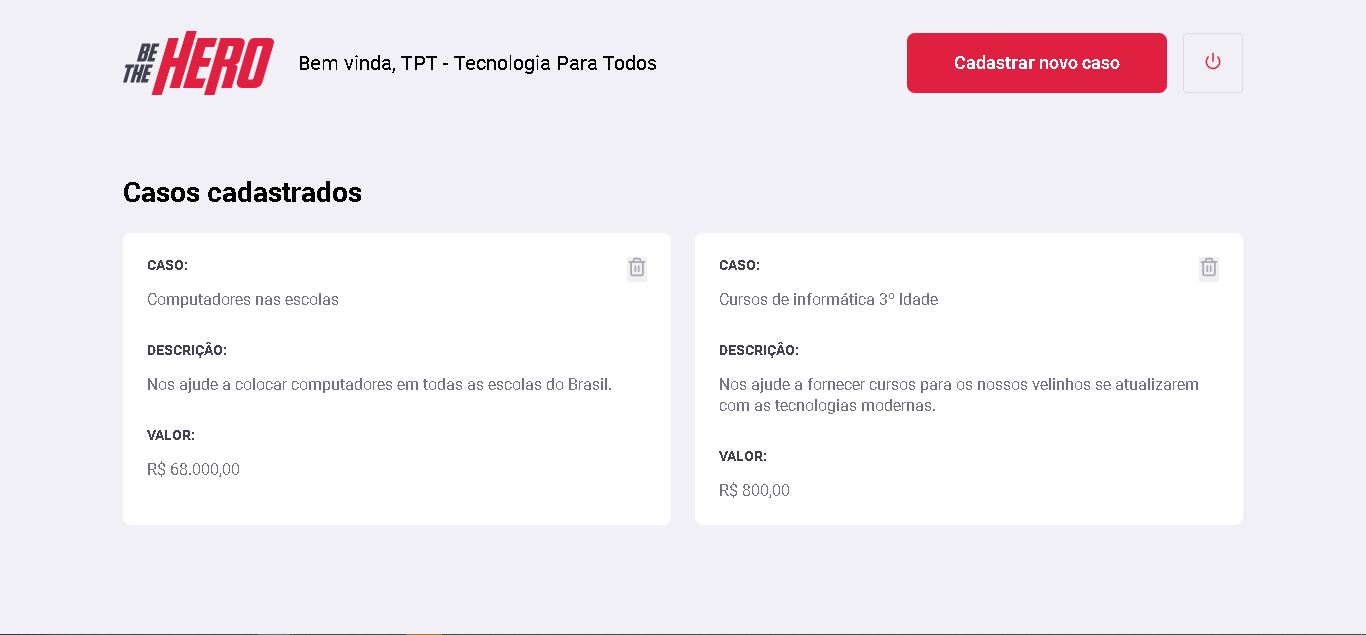 BE THE HERO
Bem vinda, TPT - Tecnologia Para Todos
Cadastrar novo caso
Casos cadastrados
CASO:
Computadores nas escolas
DESCRIÇÂO:
Nos ajude a colocar computadores em todas as escolas do Brasil.
VALOR:
R$ 68.000,00
CASO:
Cursos de informática 3º Idade
DESCRIÇÂO:
Nos ajude a fornecer cursos para os nossos velinhos se atualizarem
com as tecnologias modernas.
VALOR:
R$ 800,00